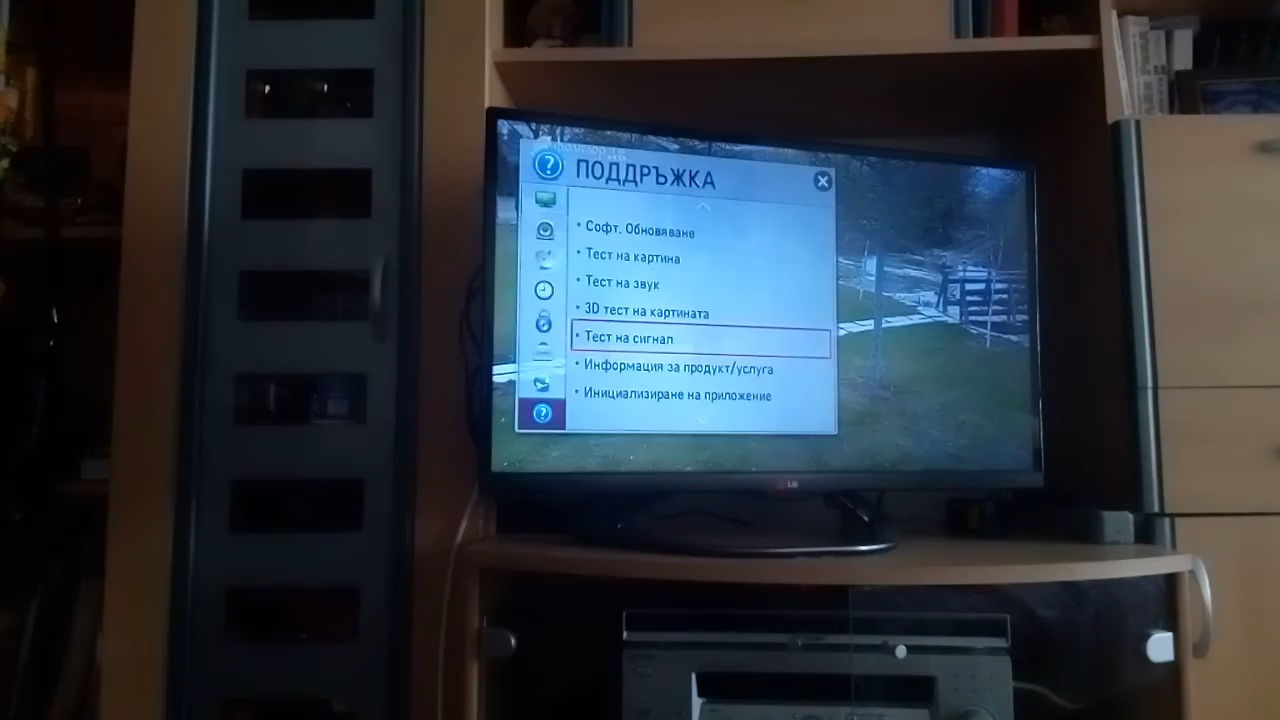 ПОДДРЪЖКА
• Софт. Обновяване
• Тест на картина
• Тест на звук
• 3D тест на картината
• Тест на сигнал
• Информация за продукт/услуга
• Инициализиране на приложение
LG